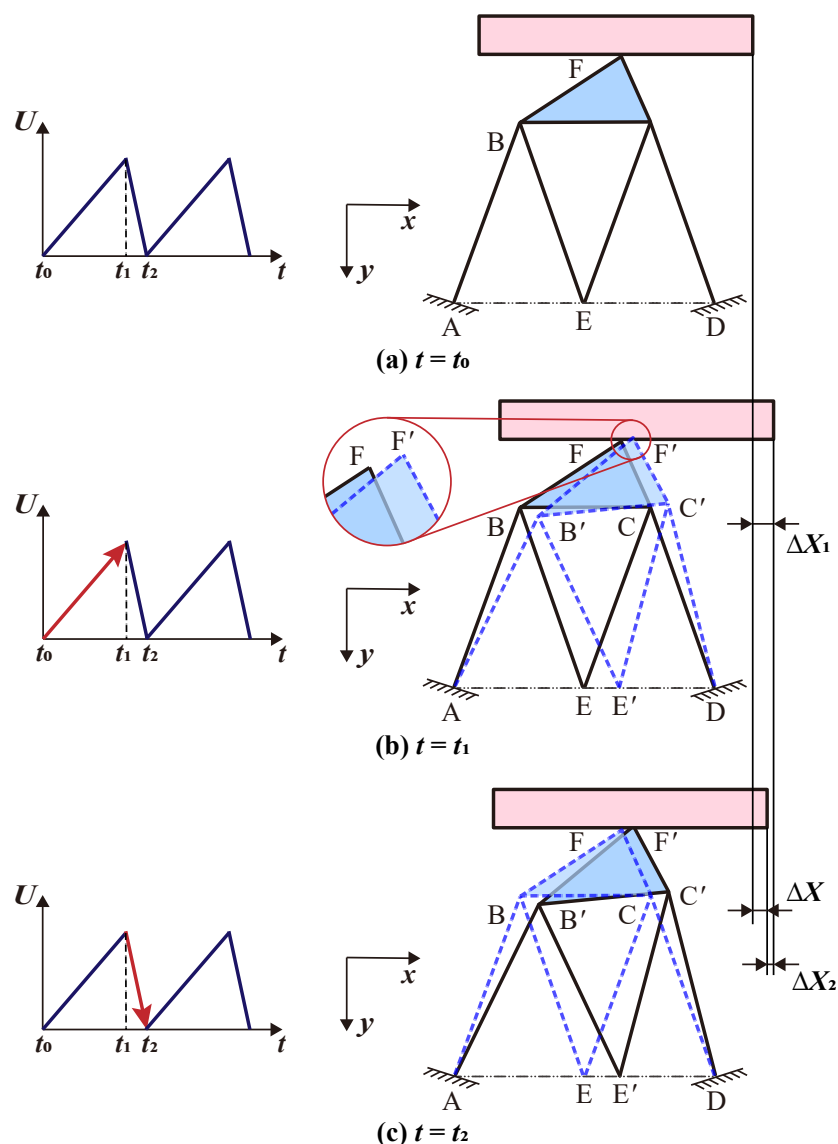 F
U
B
x
t₀ t₁ t₂ t
y
A E D
(a) t = t₀
F F′ F F′
U
B B′ C C′
ΔX₁
x
t₀ t₁ t₂ t
y
A E E′ D
(b) t = t₁
F F′
U
B B′ C C′
ΔX
x
ΔX₂
t₀ t₁ t₂ t
y
A E E′ D
(c) t = t₂